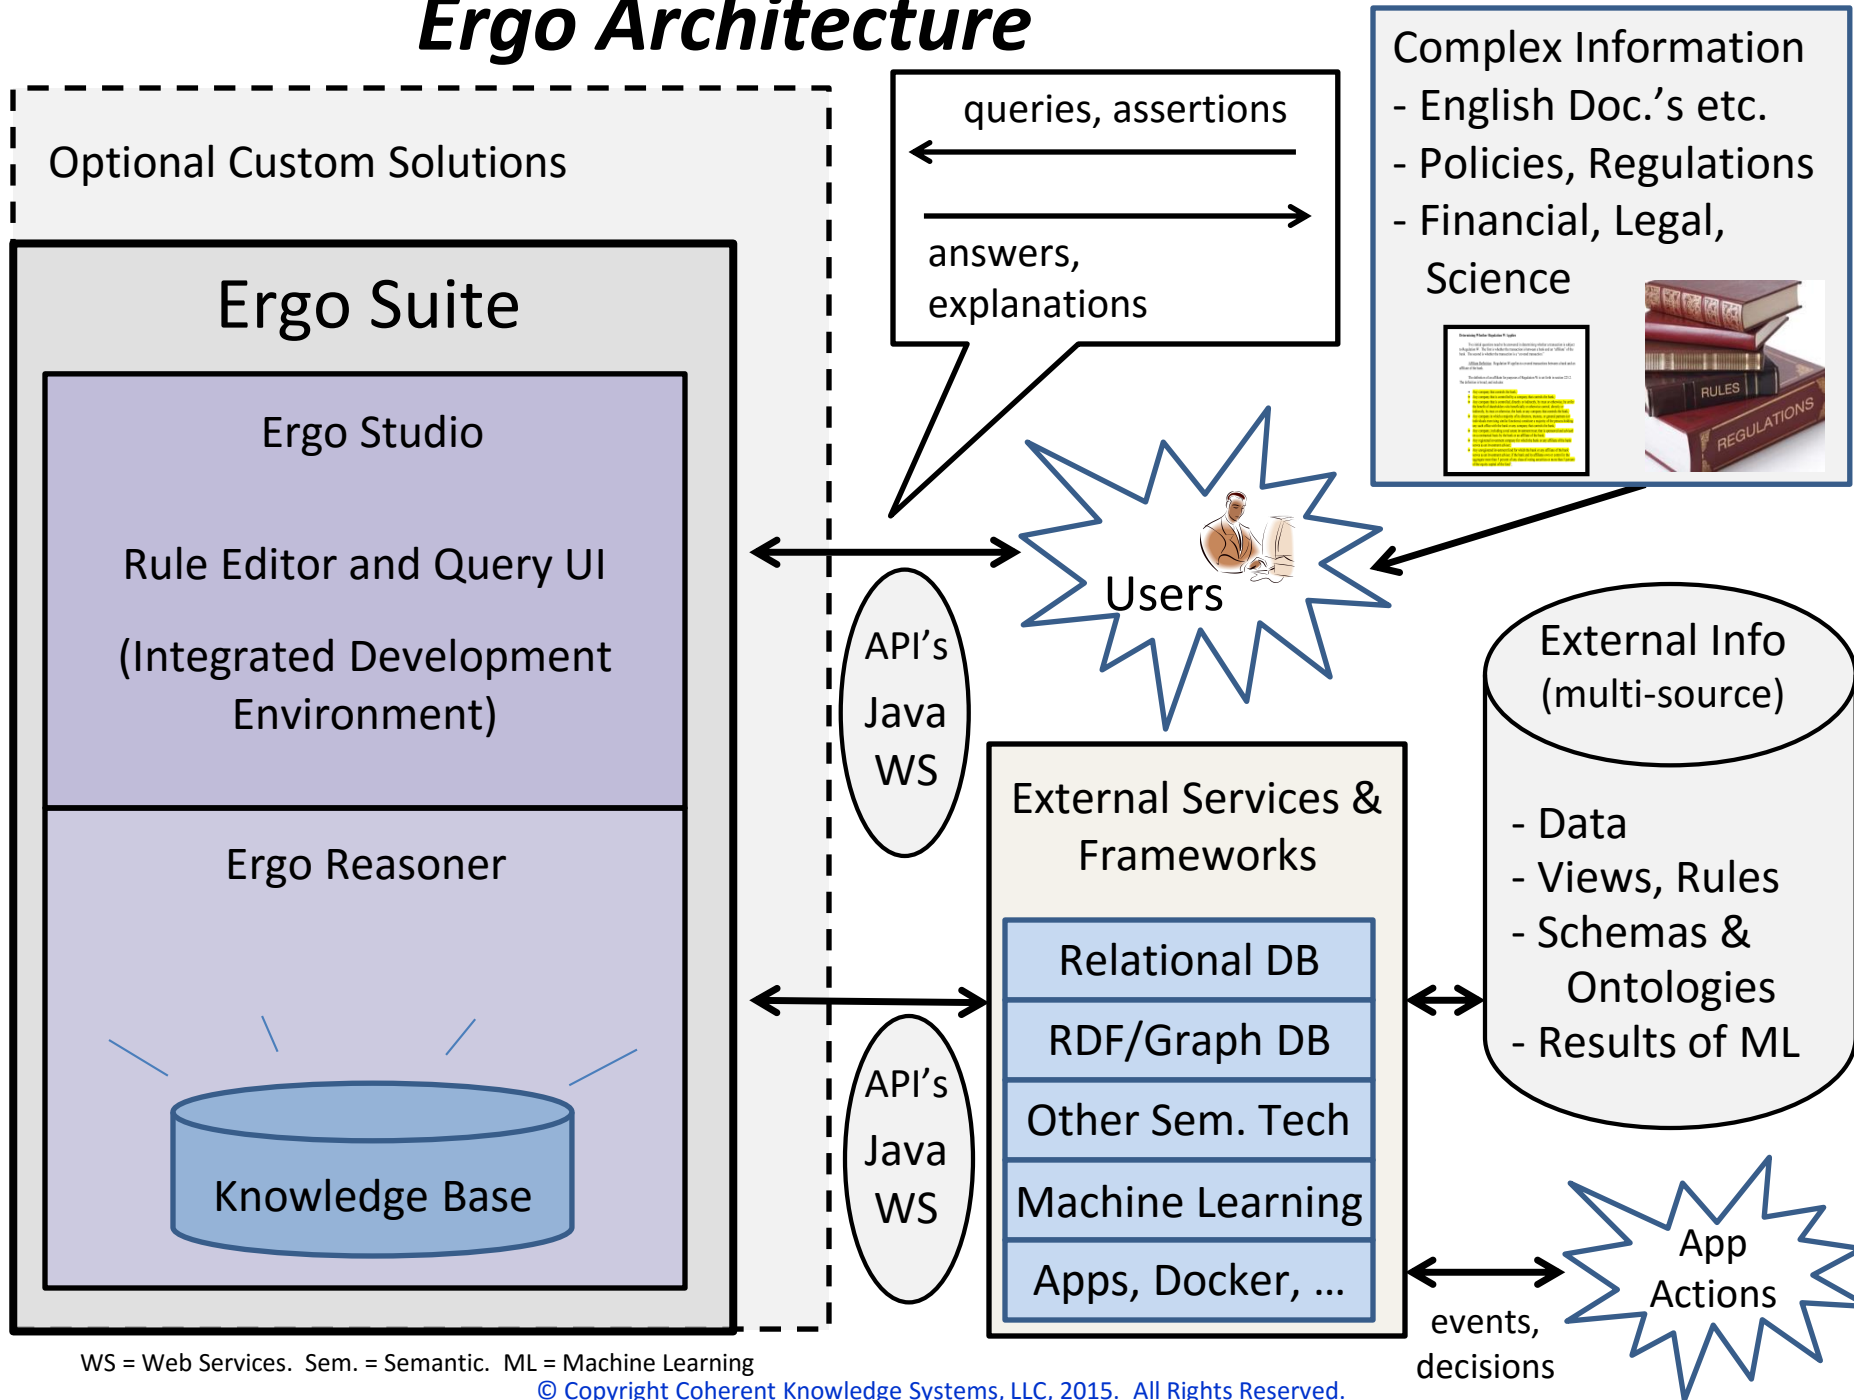 Ergo Architecture
Optional Custom Solutions
Ergo Suite
Ergo Studio
Rule Editor and Query UI
(Integrated Development
Environment)
Ergo Reasoner
Knowledge Base
queries, assertions
answers,
explanations
Complex Information
- English Doc.'s etc.
- Policies, Regulations
- Financial, Legal,
Science
RULES
REGULATIONS
Users
API's
Java
WS
External Services &
Frameworks
Relational DB
RDF/Graph DB
Other Sem. Tech
Machine Learning
Apps, Docker, ...
API's
Java
WS
External Info
(multi-source)
- Data
- Views, Rules
- Schemas &
Ontologies
- Results of ML
App
Actions
events,
decisions
WS = Web Services.  Sem. = Semantic.  ML = Machine Learning
© Copyright Coherent Knowledge Systems, LLC, 2015.  All Rights Reserved.